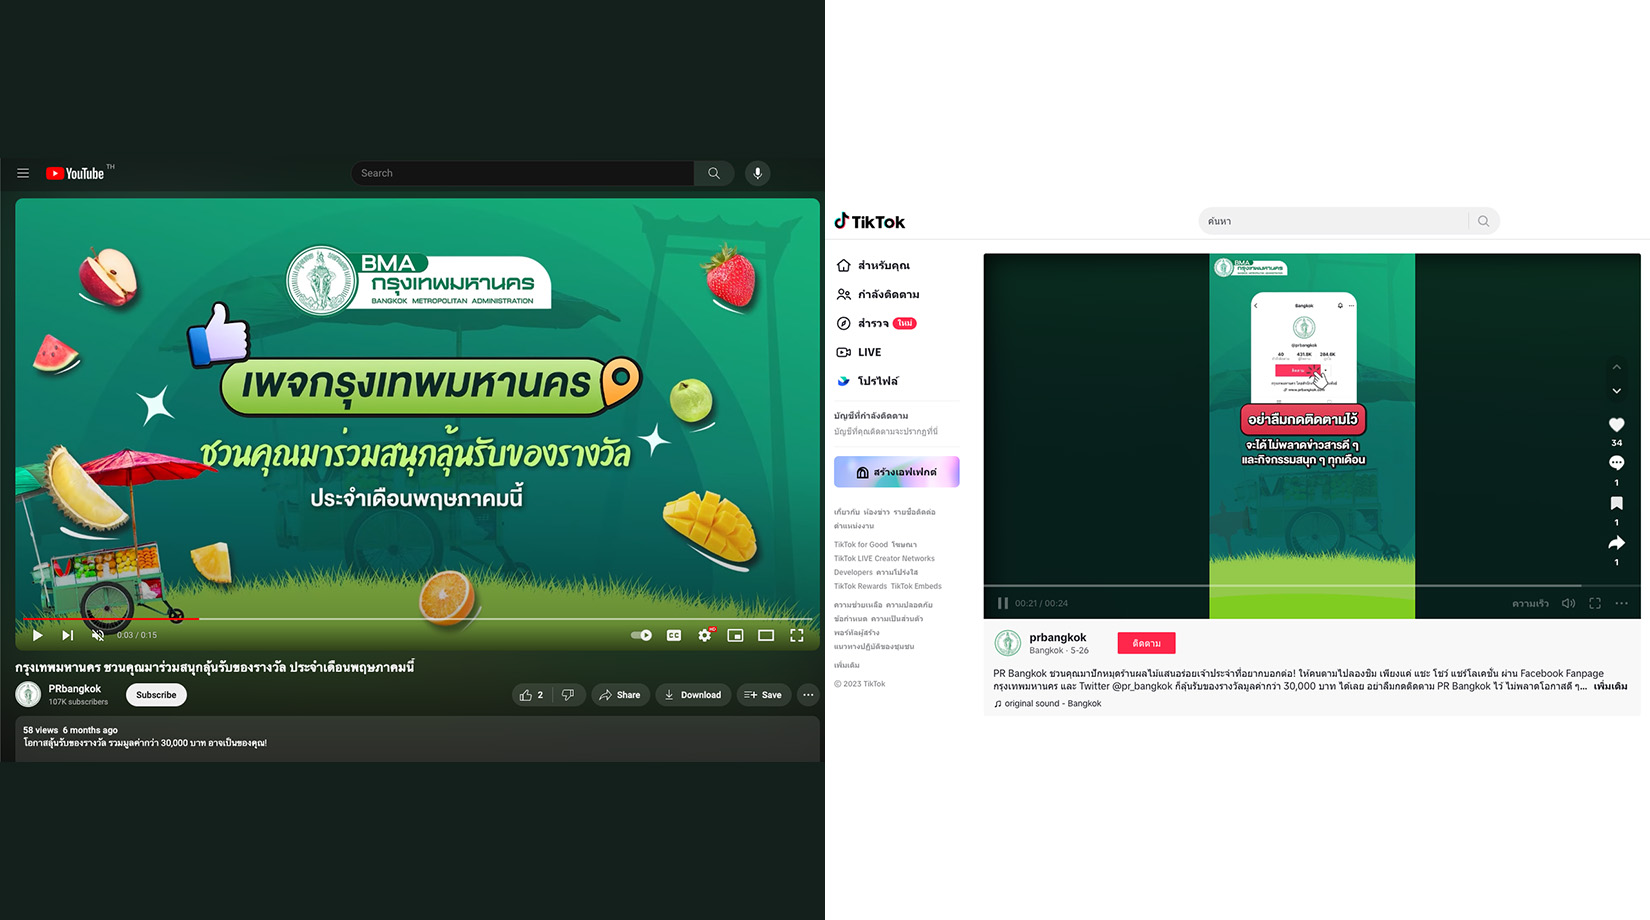 YouTube TH
Search
BMA
กรุงเทพมหานคร
BANGKOK METROPOLITAN ADMINISTRATION
เพจกรุงเทพมหานคร
ชวนคุณมาร่วมสนุกลุ้นรับของรางวัล
ประจำเดือนพฤษภาคมนี้
0:03 / 0:15
CC
HD
กรุงเทพมหานคร ชวนคุณมาร่วมสนุกลุ้นรับของรางวัล ประจำเดือนพฤษภาคมนี้
PRbangkok
107K subscribers
Subscribe
2
Share
Download
Save
58 views 6 months ago
โอกาสลุ้นรับของรางวัล รวมมูลค่ากว่า 30,000 บาท อาจเป็นของคุณ!
TikTok
ค้นหา
สำหรับคุณ
กำลังติดตาม
สำรวจ ใหม่
LIVE
โปรไฟล์
บัญชีที่กำลังติดตาม
บัญชีที่คุณติดตามจะปรากฏที่นี่
สร้างเอฟเฟกต์
เกี่ยวกับ ห้องข่าว รายชื่อติดต่อ
ตำแหน่งงาน
TikTok for Good โฆษณา
TikTok LIVE Creator Networks
Developers ความโปร่งใส
TikTok Rewards TikTok Embeds
ความช่วยเหลือ ความปลอดภัย
ข้อกำหนด ความเป็นส่วนตัว
พอร์ทัลผู้สร้าง
แนวทางปฏิบัติของชุมชน
เพิ่มเติม
© 2023 TikTok
BMA
กรุงเทพมหานคร
Bangkok
@prbangkok
40 431.8K 284.6K
ติดตาม
www.prbangkok.com
อย่าลืมกดติดตามไว้
จะได้ไม่พลาดข่าวสารดี ๆ
และกิจกรรมสนุก ๆ ทุกเดือน
34
1
1
1
00:21 / 00:24
ความเร็ว
prbangkok
Bangkok · 5-26
ติดตาม
PR Bangkok ชวนคุณมาปักหมุดร้านผลไม้แสนอร่อยเจ้าประจำที่อยากบอกต่อ! ให้คนตามไปลองชิม เพียงแค่ แชะ โชว์ แชร์โลเคชั่น ผ่าน Facebook Fanpage
กรุงเทพมหานคร และ Twitter @pr_bangkok ก็ลุ้นรับของรางวัลมูลค่ากว่า 30,000 บาท ได้เลย อย่าลืมกดติดตาม PR Bangkok ไว้ ไม่พลาดโอกาสดี ๆ... เพิ่มเติม
original sound - Bangkok